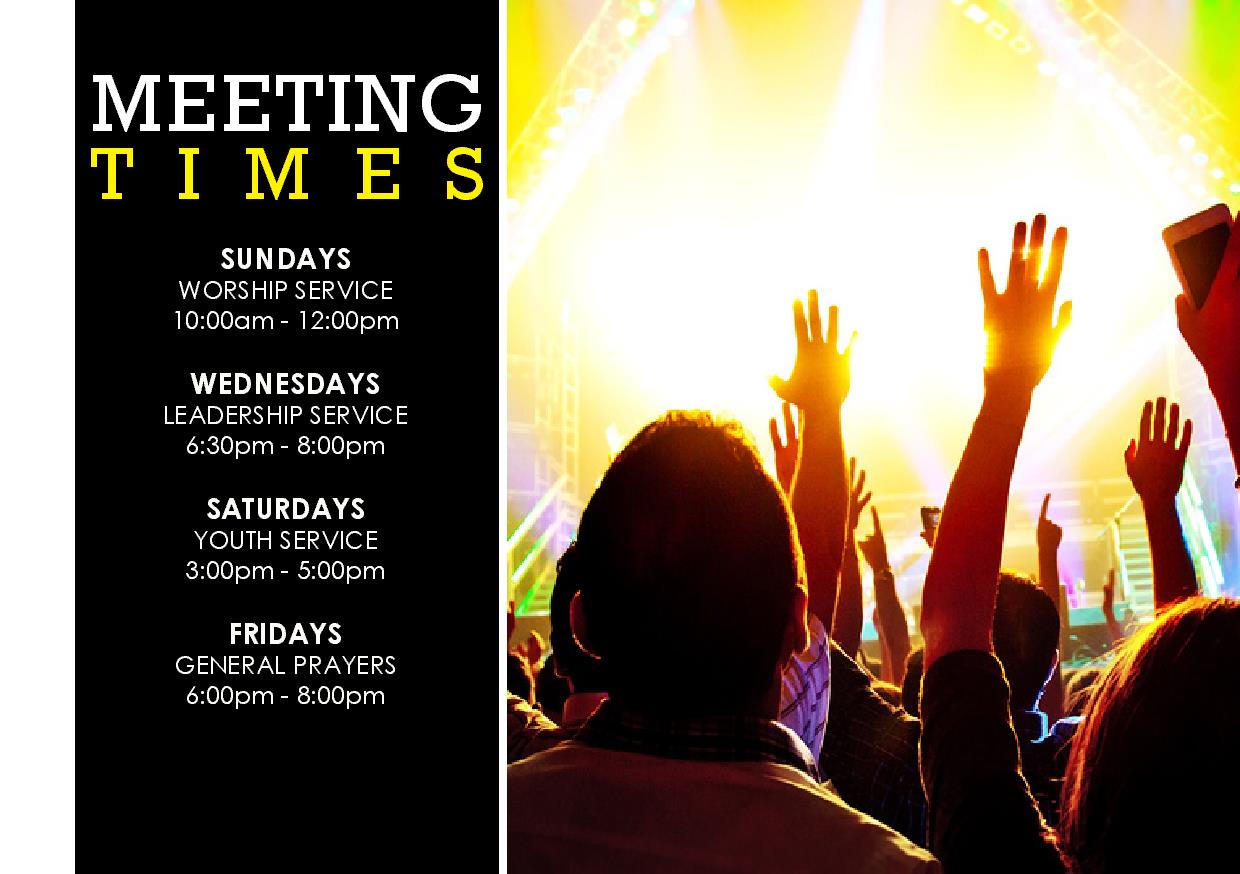 MEETING
TIMES
SUNDAYS
WORSHIP SERVICE
10:00am - 12:00pm
WEDNESDAYS
LEADERSHIP SERVICE
6:30pm - 8:00pm
SATURDAYS
YOUTH SERVICE
3:00pm - 5:00pm
FRIDAYS
GENERAL PRAYERS
6:00pm - 8:00pm